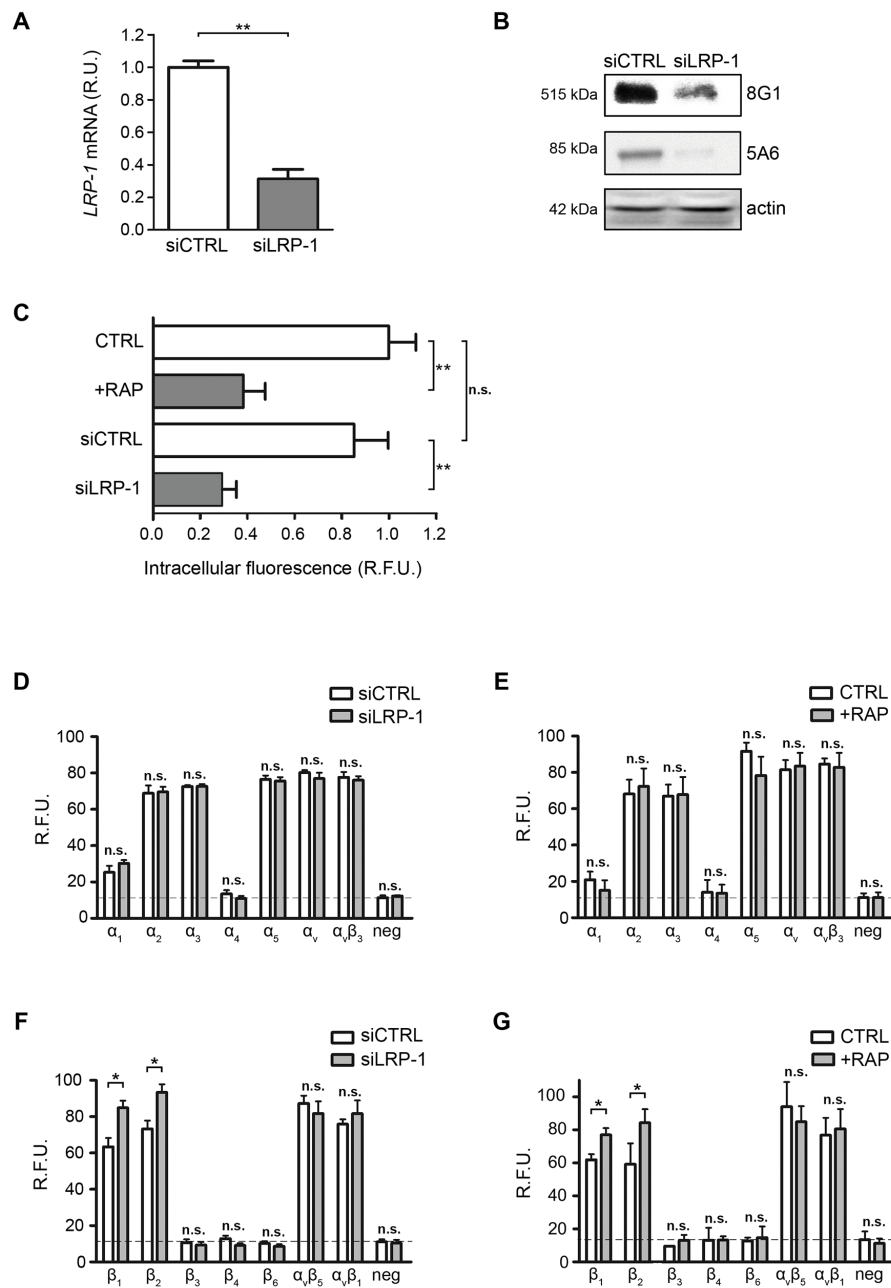 A
**
LRP-1 mRNA (R.U.)
1.2
1.0
0.8
0.6
0.4
0.2
0.0
siCTRL siLRP-1
B
siCTRL siLRP-1
515 kDa 8G1
85 kDa 5A6
42 kDa actin
C
CTRL
+RAP
siCTRL
siLRP-1
**
n.s.
**
0.0 0.2 0.4 0.6 0.8 1.0 1.2
Intracellular fluorescence (R.F.U.)
D
siCTRL
siLRP-1
R.F.U.
100
80
60
40
20
0
n.s. n.s. n.s. n.s. n.s. n.s. n.s. n.s.
α1 α2 α3 α4 α5 αv αvβ3 neg
E
CTRL
+RAP
R.F.U.
100
80
60
40
20
0
n.s. n.s. n.s. n.s. n.s. n.s. n.s. n.s.
α1 α2 α3 α4 α5 αv αvβ3 neg
F
siCTRL
siLRP-1
R.F.U.
100
80
60
40
20
0
* * n.s. n.s. n.s. n.s. n.s. n.s.
β1 β2 β3 β4 β6 αvβ5 αvβ1 neg
G
CTRL
+RAP
R.F.U.
100
80
60
40
20
0
* * n.s. n.s. n.s. n.s. n.s. n.s.
β1 β2 β3 β4 β6 αvβ5 αvβ1 neg